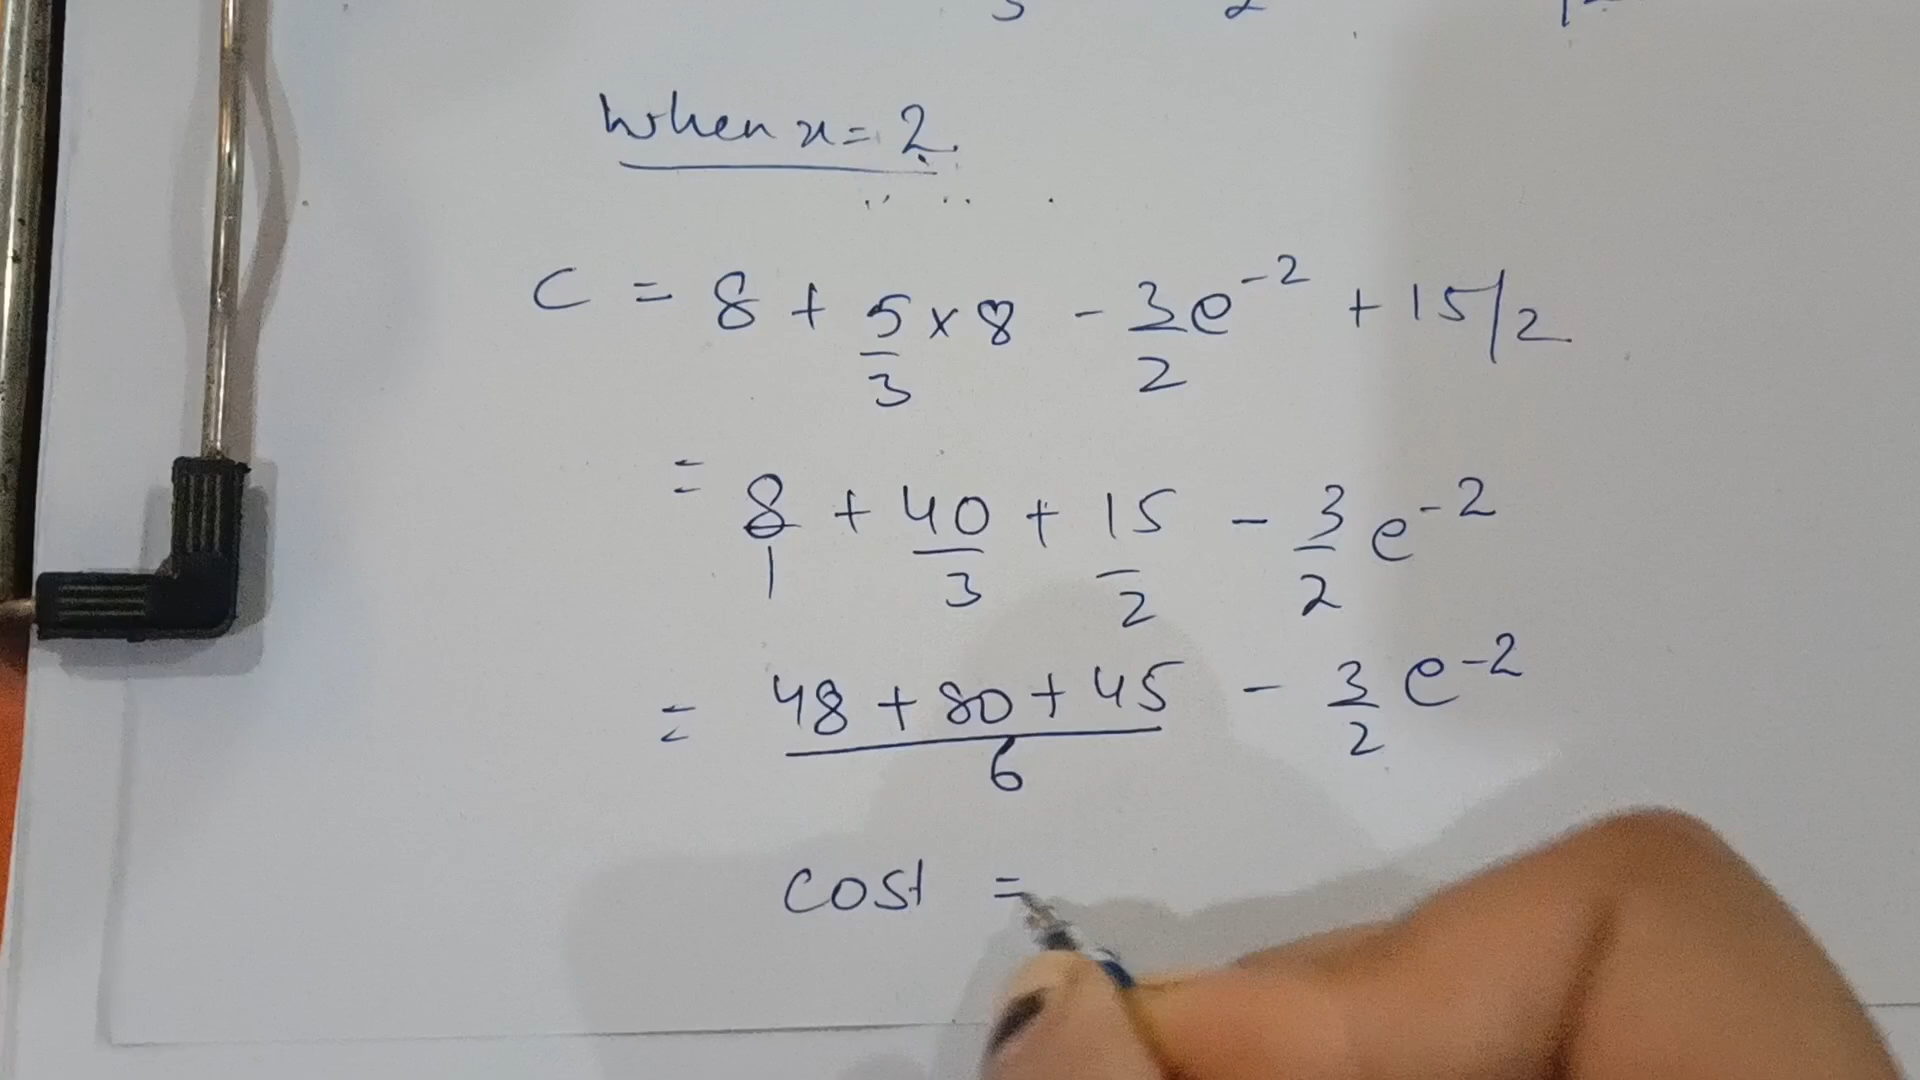 When x = 2.
C = 8 + 5/3 × 8 - 3/2 e^-2 + 15/2
= 8/1 + 40/3 + 15/2 - 3/2 e^-2
= (48 + 80 + 45)/6 - 3/2 e^-2
cost =